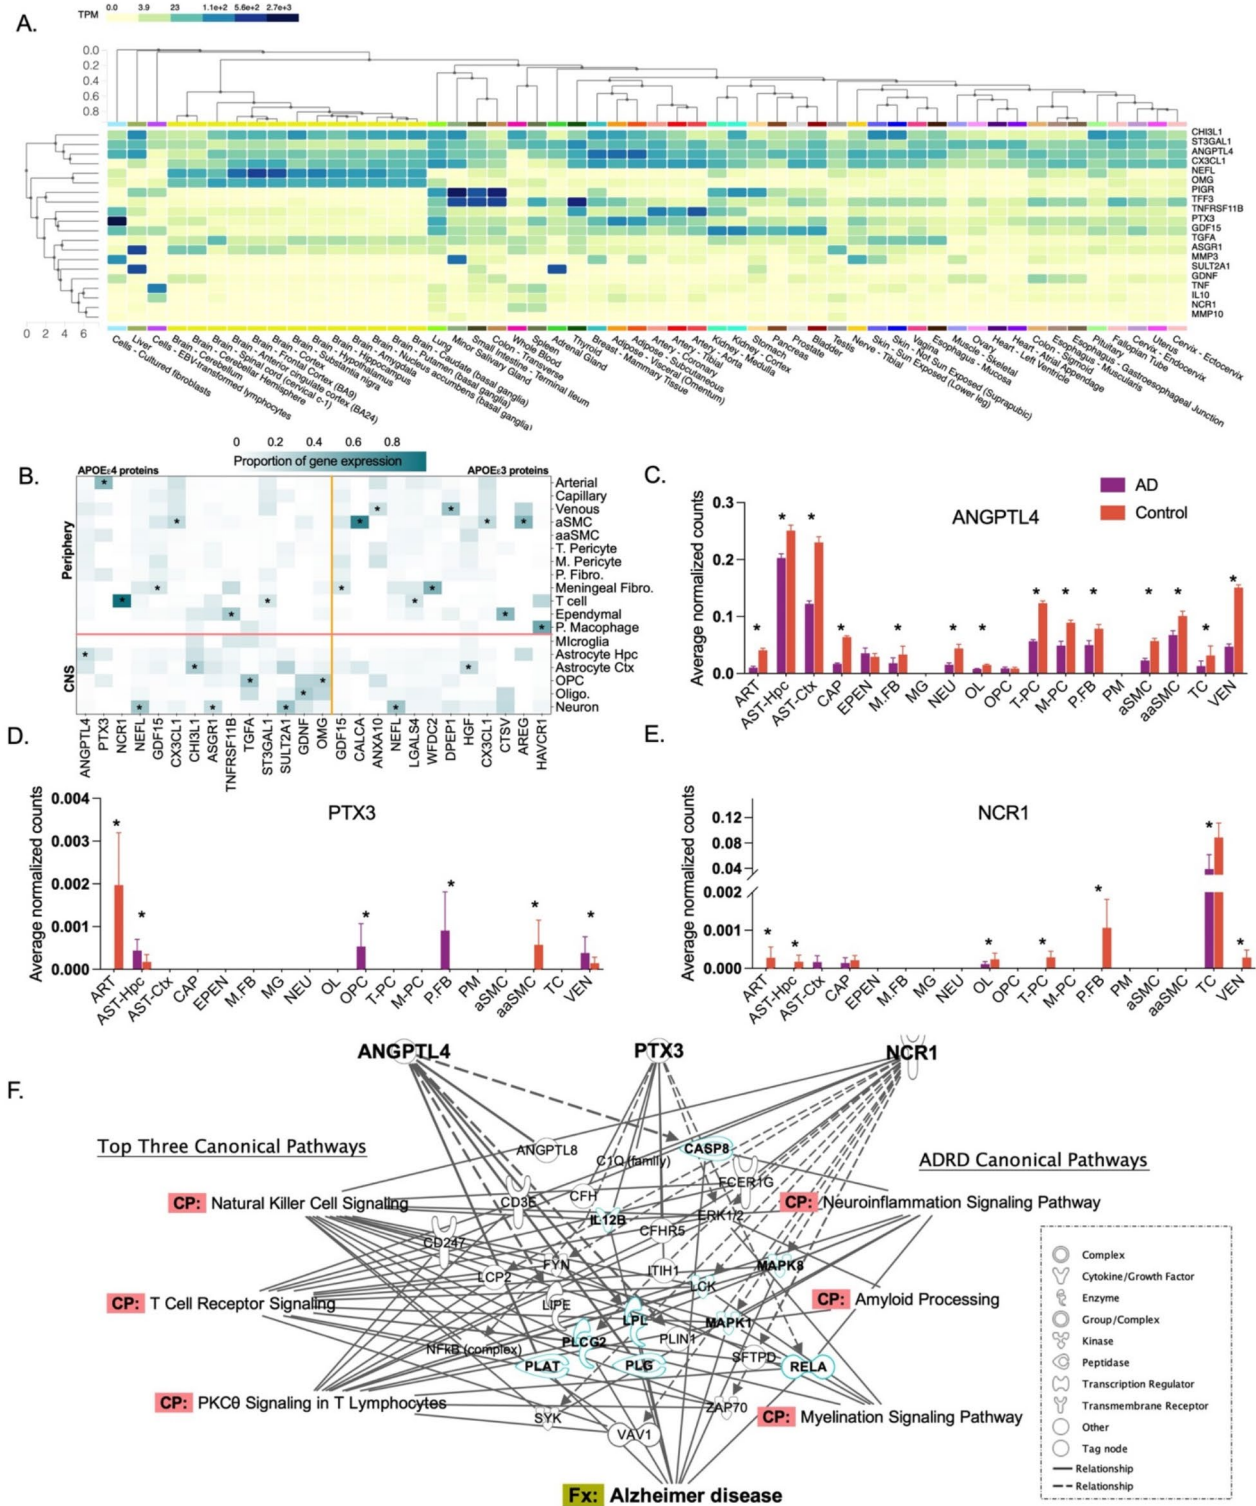 A.
TPM
0.0 3.9 23 1.1e+2 5.6e+2 2.7e+3
0.0
0.2
0.4
0.6
0.8
CHI3L1
ST3GAL1
ANGPTL4
CX3CL1
NEFL
OMG
PIGR
TFF3
TNFRSF11B
PTX3
GDF15
TGFA
ASGR1
MMP3
SULT2A1
GDNF
TNF
IL10
NCR1
MMP10
0 2 4 6
Cells - Cultured fibroblasts
Liver
Cells - EBV-transformed lymphocytes
Brain - Cerebellum
Brain - Cerebellar Hemisphere
Brain - Spinal cord (cervical c-1)
Brain - Anterior cingulate cortex (BA24)
Brain - Frontal Cortex (BA9)
Brain - Cortex
Brain - Substantia nigra
Brain - Hypothalamus
Brain - Hippocampus
Brain - Amygdala
Brain - Putamen (basal ganglia)
Brain - Nucleus accumbens (basal ganglia)
Brain - Caudate (basal ganglia)
Lung
Minor Salivary Gland
Small Intestine - Terminal Ileum
Colon - Transverse
Whole Blood
Spleen
Adrenal Gland
Thyroid
Breast - Mammary Tissue
Adipose - Visceral (Omentum)
Adipose - Subcutaneous
Artery - Coronary
Artery - Tibial
Artery - Aorta
Kidney - Medulla
Kidney - Cortex
Stomach
Pancreas
Prostate
Bladder
Testis
Nerve - Tibial
Skin - Sun Exposed (Lower leg)
Skin - Not Sun Exposed (Suprapubic)
Vagina
Esophagus - Mucosa
Muscle - Skeletal
Heart - Left Ventricle
Heart - Atrial Appendage
Ovary
Colon - Sigmoid
Esophagus - Muscularis
Esophagus - Gastroesophageal Junction
Pituitary
Fallopian Tube
Cervix - Endocervix
Uterus
Cervix - Ectocervix
B.
0 0.2 0.4 0.6 0.8
Proportion of gene expression
APOEε4 proteins
APOEε3 proteins
Periphery
CNS
Arterial
Capillary
Venous
aSMC
aaSMC
T. Pericyte
M. Pericyte
P. Fibro.
Meningeal Fibro.
T cell
Ependymal
P. Macophage
MIcroglia
Astrocyte Hpc
Astrocyte Ctx
OPC
Oligo.
Neuron
ANGPTL4
PTX3
NCR1
NEFL
GDF15
CX3CL1
CHI3L1
ASGR1
TNFRSF11B
TGFA
ST3GAL1
SULT2A1
GDNF
OMG
GDF15
CALCA
ANXA10
NEFL
LGALS4
WFDC2
DPEP1
HGF
CX3CL1
CTSV
AREG
HAVCR1
C.
ANGPTL4
AD
Control
Average normalized counts
0.3
0.2
0.1
0.0
* * * * * * * * * * * * * *
ART AST-Hpc AST-Ctx CAP EPEN M.FB MG NEU OL OPC T-PC M-PC P.FB PM aSMC aaSMC TC VEN
D.
PTX3
Average normalized counts
0.004
0.003
0.002
0.001
0.000
* * * * * *
ART AST-Hpc AST-Ctx CAP EPEN M.FB MG NEU OL OPC T-PC M-PC P.FB PM aSMC aaSMC TC VEN
E.
NCR1
Average normalized counts
0.12
0.08
0.04
0.002
0.001
0.000
* * * * * * *
ART AST-Hpc AST-Ctx CAP EPEN M.FB MG NEU OL OPC T-PC M-PC P.FB PM aSMC aaSMC TC VEN
F.
ANGPTL4 PTX3 NCR1
Top Three Canonical Pathways
ADRD Canonical Pathways
CP: Natural Killer Cell Signaling
CP: T Cell Receptor Signaling
CP: PKCθ Signaling in T Lymphocytes
CP: Neuroinflammation Signaling Pathway
CP: Amyloid Processing
CP: Myelination Signaling Pathway
ANGPTL8
C1Q (family)
CASP8
FCER1G
CD3E
CFH
IL12B
ERK1/2
CFHR5
CD247
FYN
ITIH1
MAPK8
LCP2
LCK
LIPE
LPL
MAPK1
PLCG2
PLIN1
NFkB (complex)
SFTPD
PLAT
PLG
RELA
SYK
ZAP70
VAV1
Fx: Alzheimer disease
Complex
Cytokine/Growth Factor
Enzyme
Group/Complex
Kinase
Peptidase
Transcription Regulator
Transmembrane Receptor
Other
Tag node
Relationship
Relationship